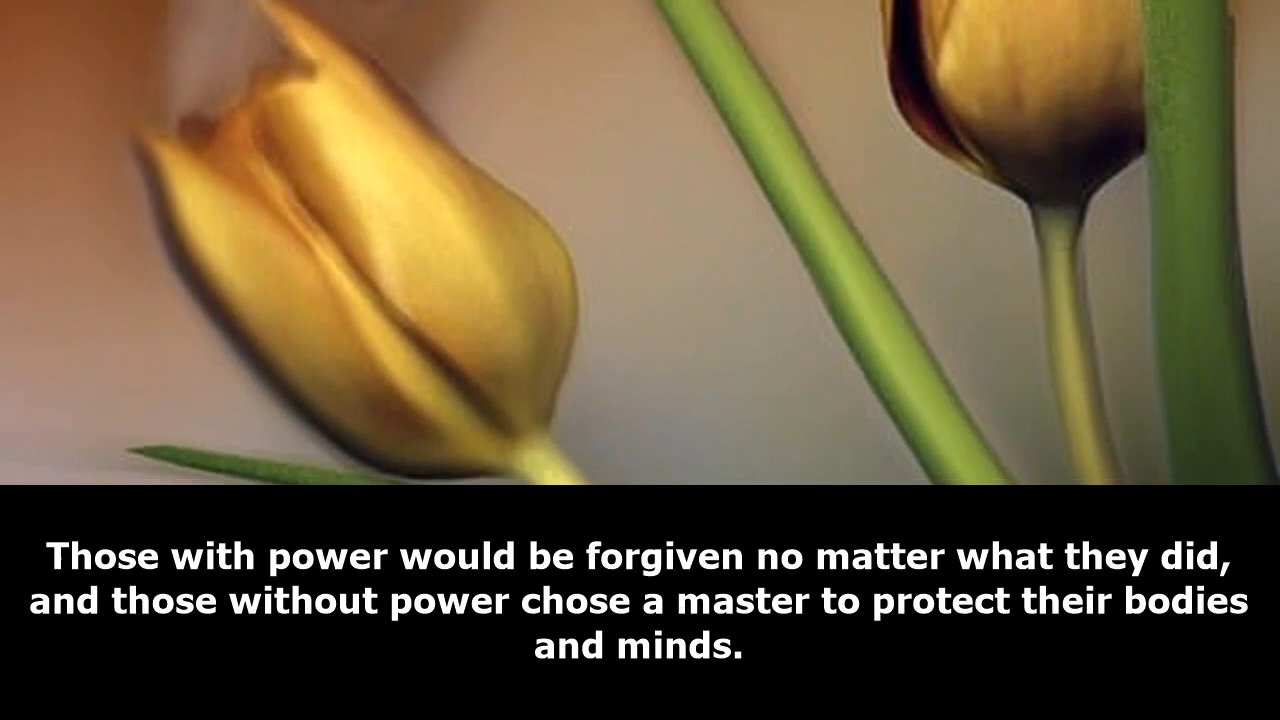 Those with power would be forgiven no matter what they did,
and those without power chose a master to protect their bodies
and minds.